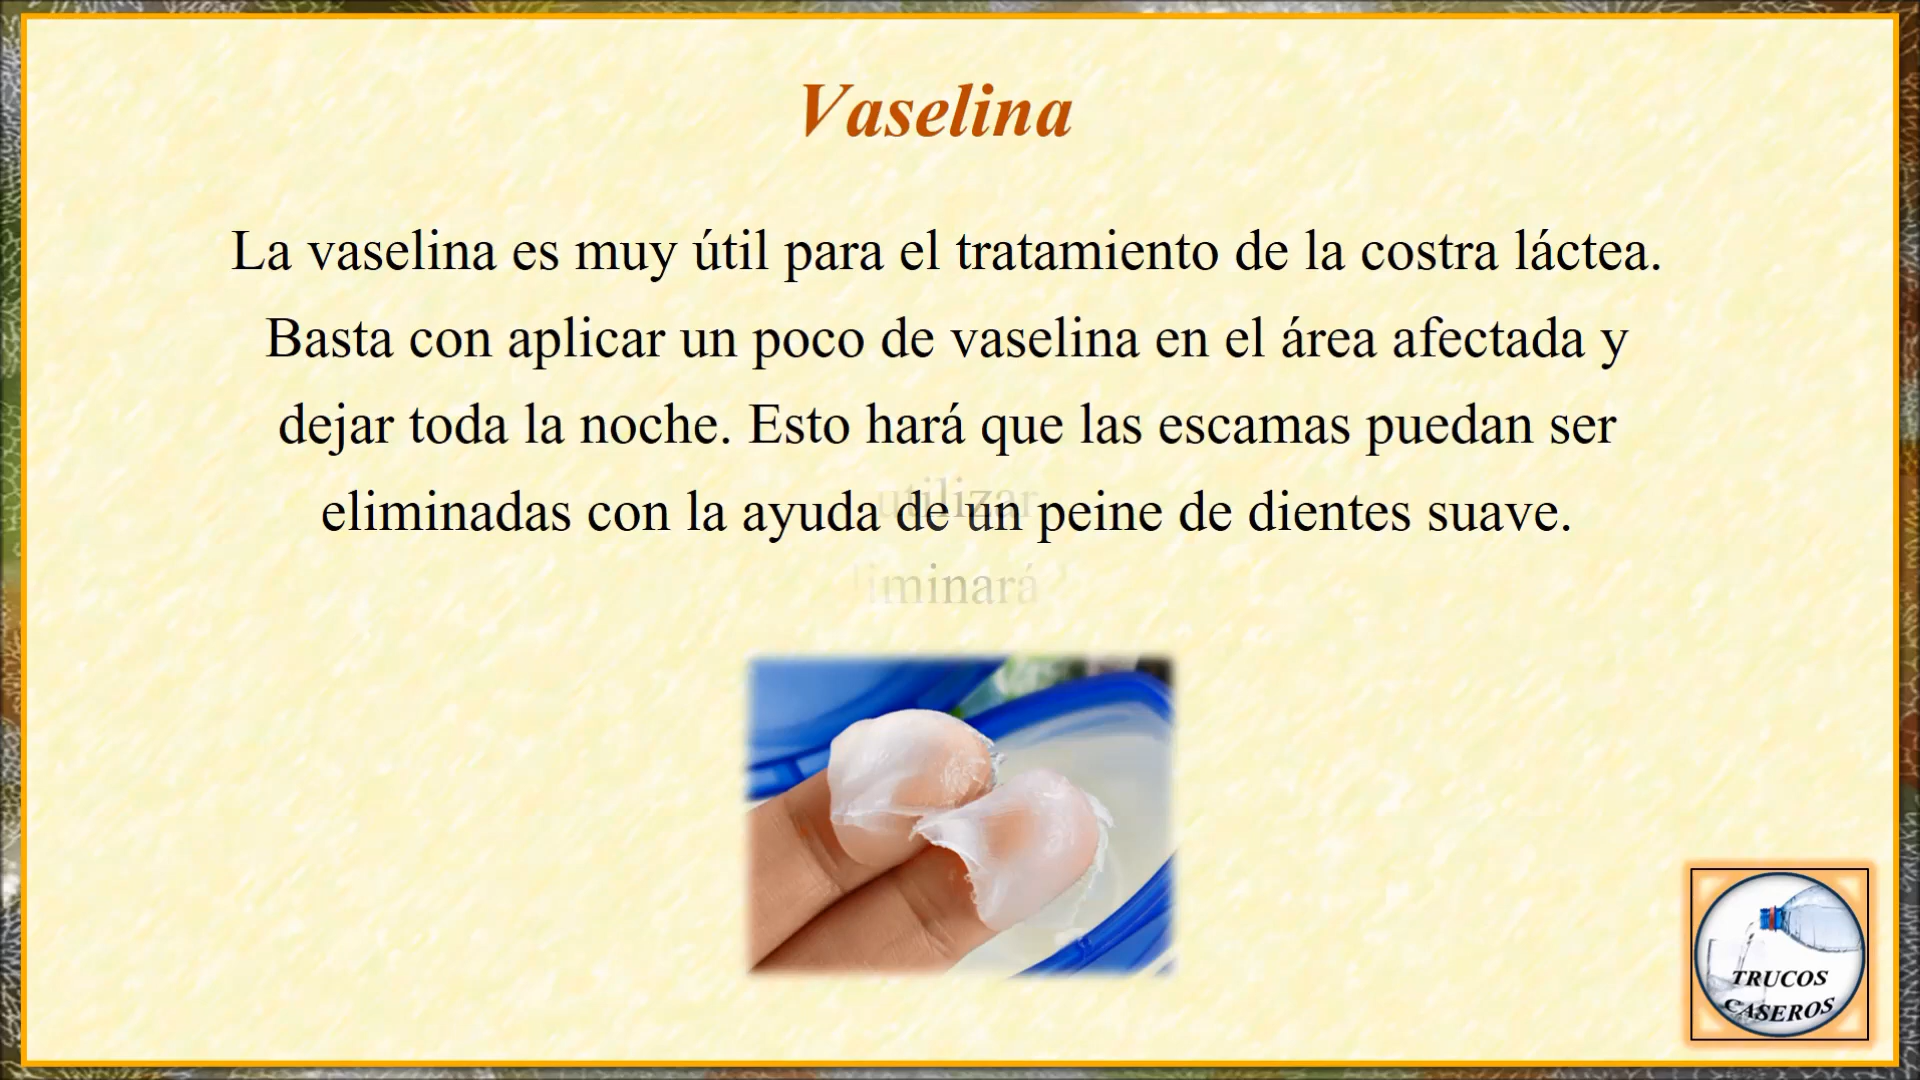 Vaselina
La vaselina es muy útil para el tratamiento de la costra láctea.
Basta con aplicar un poco de vaselina en el área afectada y
dejar toda la noche. Esto hará que las escamas puedan ser
utilizar
eliminadas con la ayuda de un peine de dientes suave.
iminará
TRUCOS
CASEROS